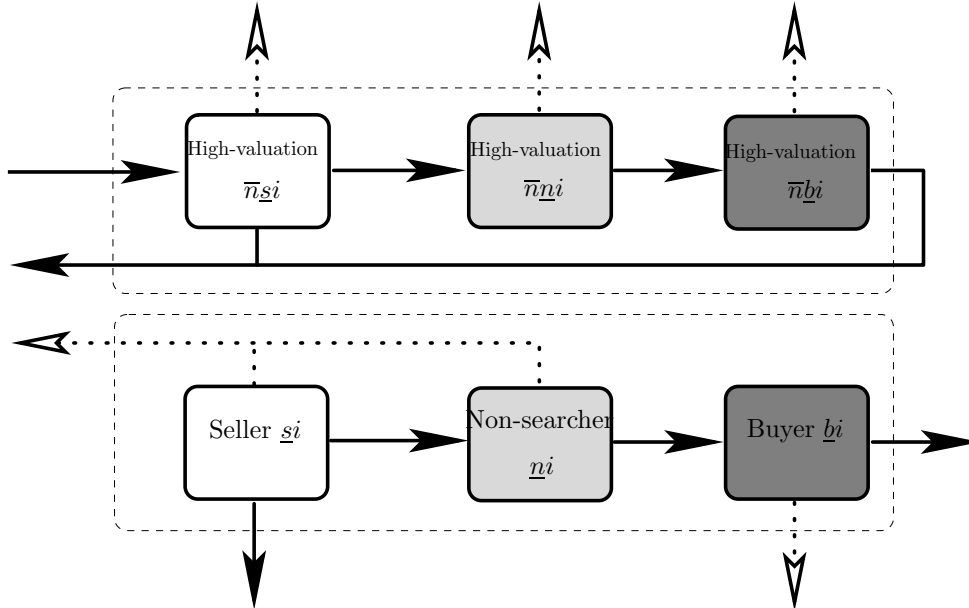 High-valuation
n̅s̲i
High-valuation
n̅n̲i
High-valuation
n̅b̲i
Seller s̲i
Non-searcher
n̲i
Buyer b̲i